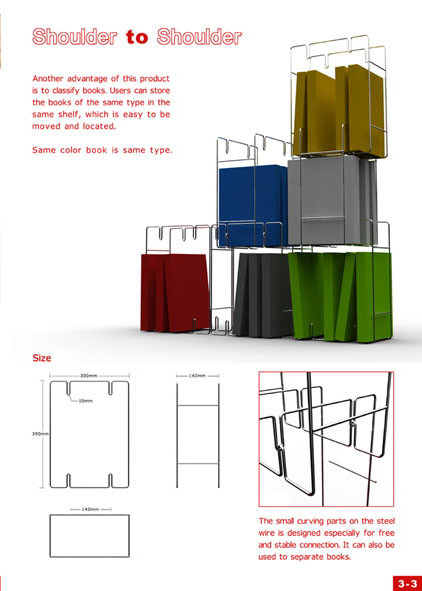 Shoulder to Shoulder
Another advantage of this product
is to classify books. Users can store
the books of the same type in the
same shelf, which is easy to be
moved and located.
Same color book is same type.
Size
300mm
140mm
10mm
390mm
140mm
The small curving parts on the steel
wire is designed especially for free
and stable connection. It can also be
used to separate books.
3-3